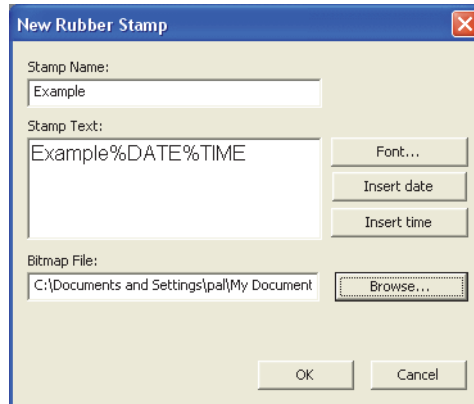 New Rubber Stamp
Stamp Name:
Example
Stamp Text:
Example%DATE%TIME
Font...
Insert date
Insert time
Bitmap File:
C:\Documents and Settings\pal\My Document
Browse...
OK
Cancel